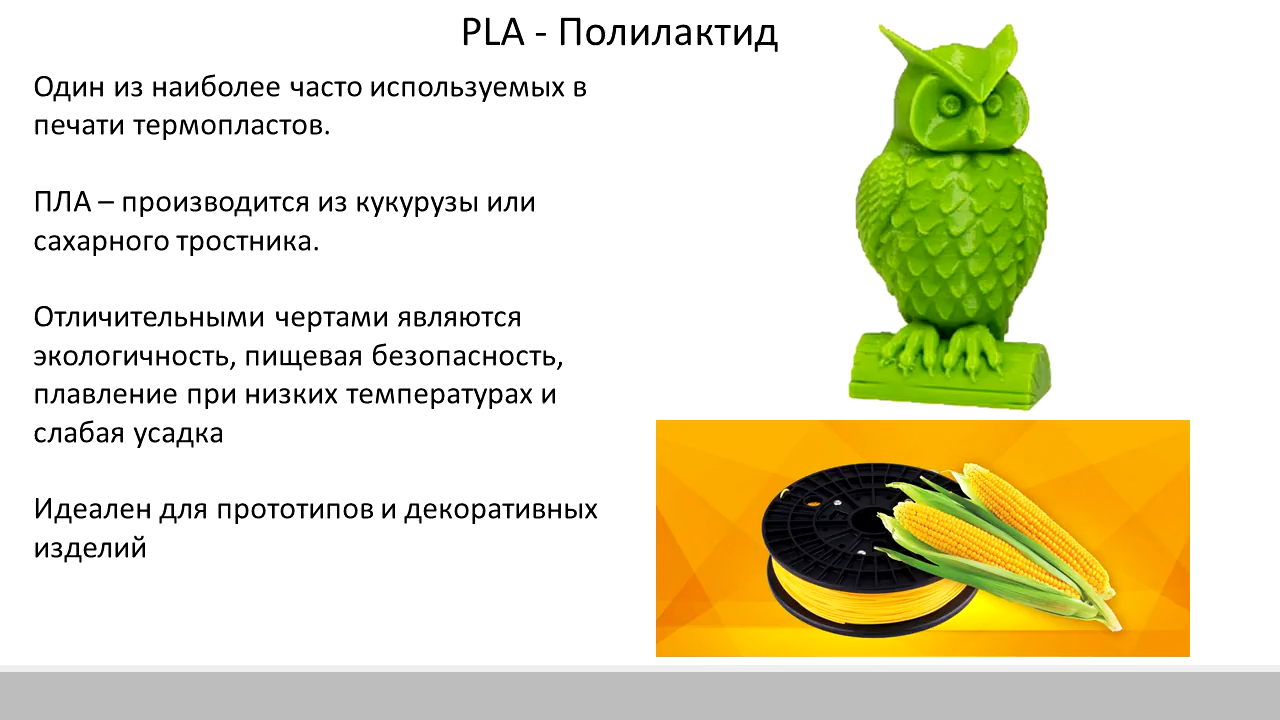 PLA - Полилактид
Один из наиболее часто используемых в
печати термопластов.
ПЛА – производится из кукурузы или
сахарного тростника.
Отличительными чертами являются
экологичность, пищевая безопасность,
плавление при низких температурах и
слабая усадка
Идеален для прототипов и декоративных
изделий